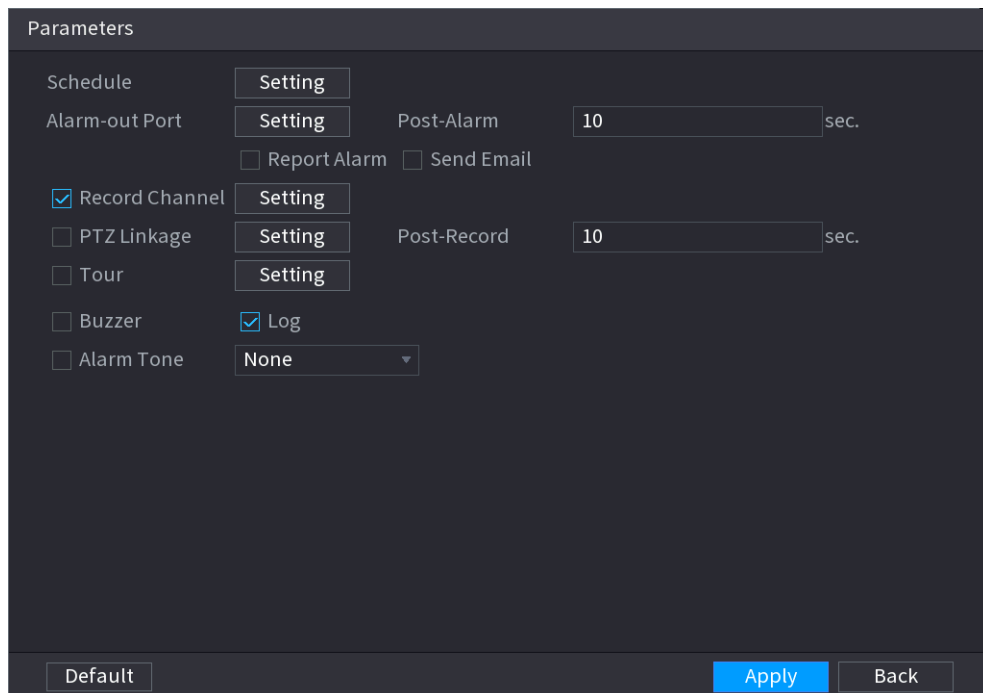 Parameters
Schedule Setting
Alarm-out Port Setting Post-Alarm 10 sec.
Report Alarm Send Email
Record Channel Setting
PTZ Linkage Setting Post-Record 10 sec.
Tour Setting
Buzzer Log
Alarm Tone None
Default Apply Back